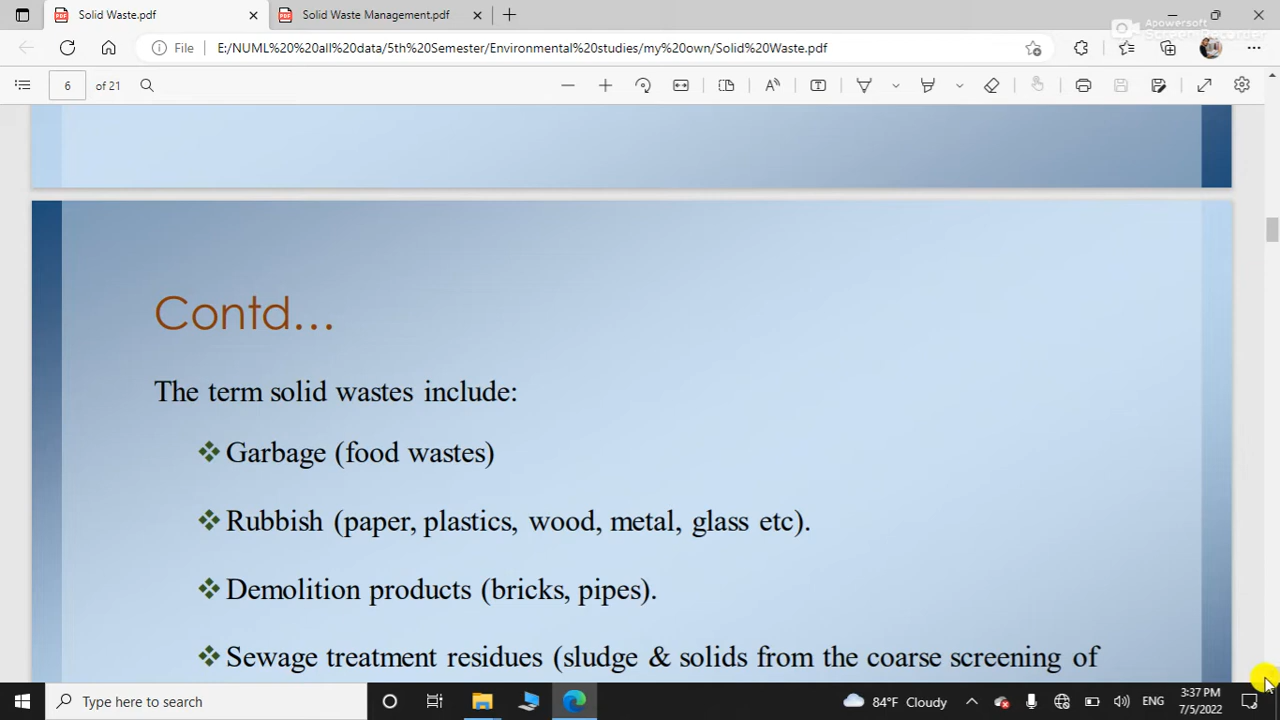 Solid Waste.pdf
Solid Waste Management.pdf
Apowersoft
Screen Recorder
File
E:/NUML%20%20all%20data/5th%20Semester/Environmental%20studies/my%20own/Solid%20Waste.pdf
6 of 21
Contd...
The term solid wastes include:
❖ Garbage (food wastes)
❖ Rubbish (paper, plastics, wood, metal, glass etc).
❖ Demolition products (bricks, pipes).
❖ Sewage treatment residues (sludge & solids from the coarse screening of
Type here to search
84°F Cloudy
ENG
3:37 PM
7/5/2022